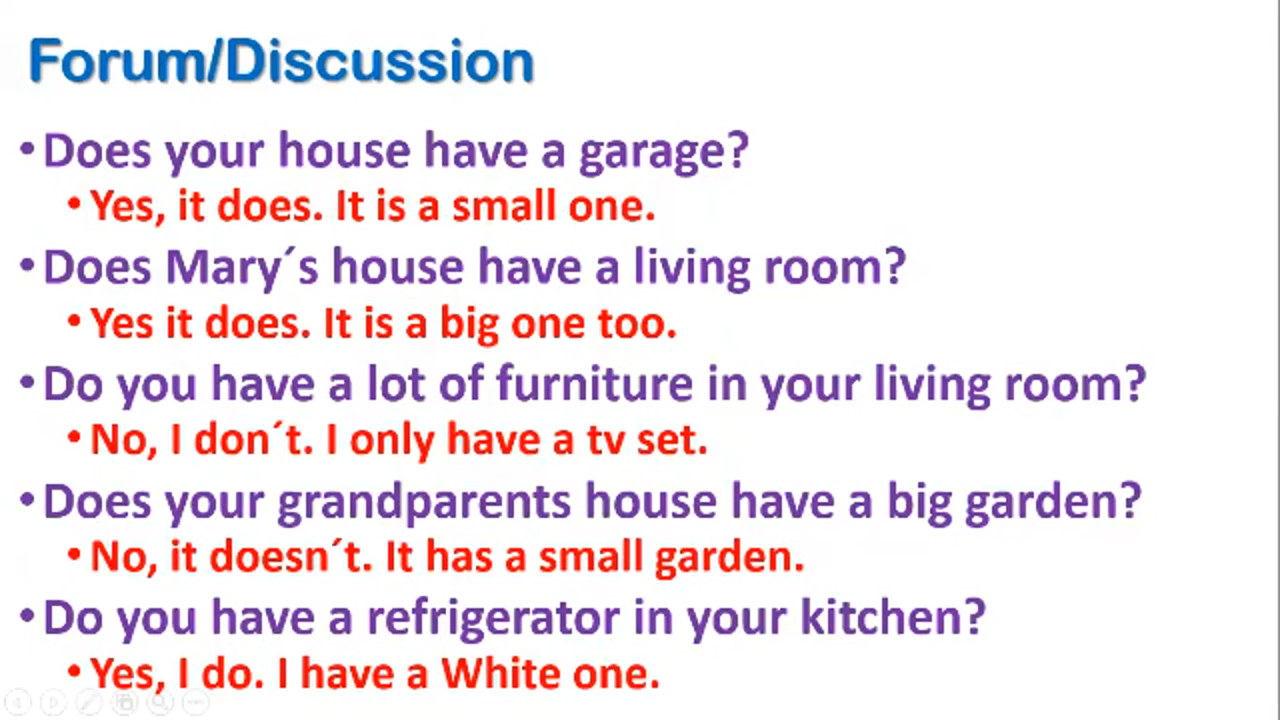 Forum/Discussion
• Does your house have a garage?
• Yes, it does. It is a small one.
• Does Mary´s house have a living room?
• Yes it does. It is a big one too.
• Do you have a lot of furniture in your living room?
• No, I don´t. I only have a tv set.
• Does your grandparents house have a big garden?
• No, it doesn´t. It has a small garden.
• Do you have a refrigerator in your kitchen?
• Yes, I do. I have a White one.